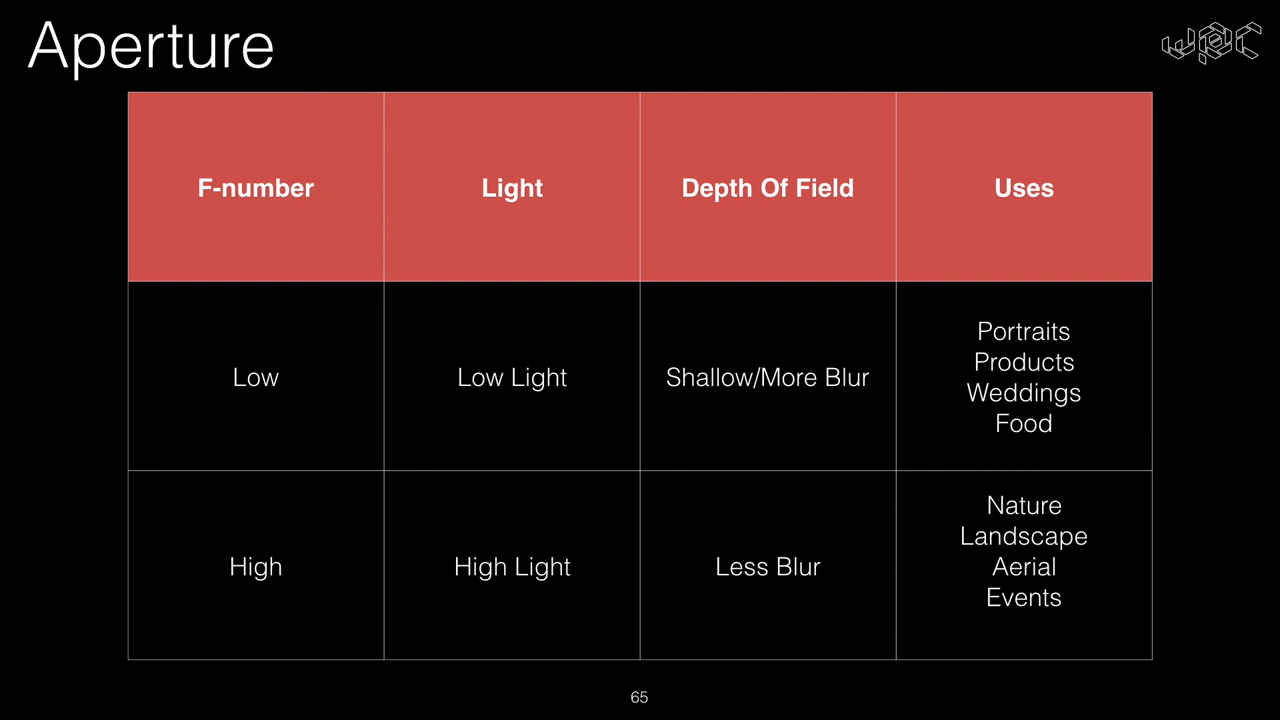 Aperture
wpc
F-number
Light
Depth Of Field
Uses
Low
Low Light
Shallow/More Blur
Portraits
Products
Weddings
Food
High
High Light
Less Blur
Nature
Landscape
Aerial
Events
65